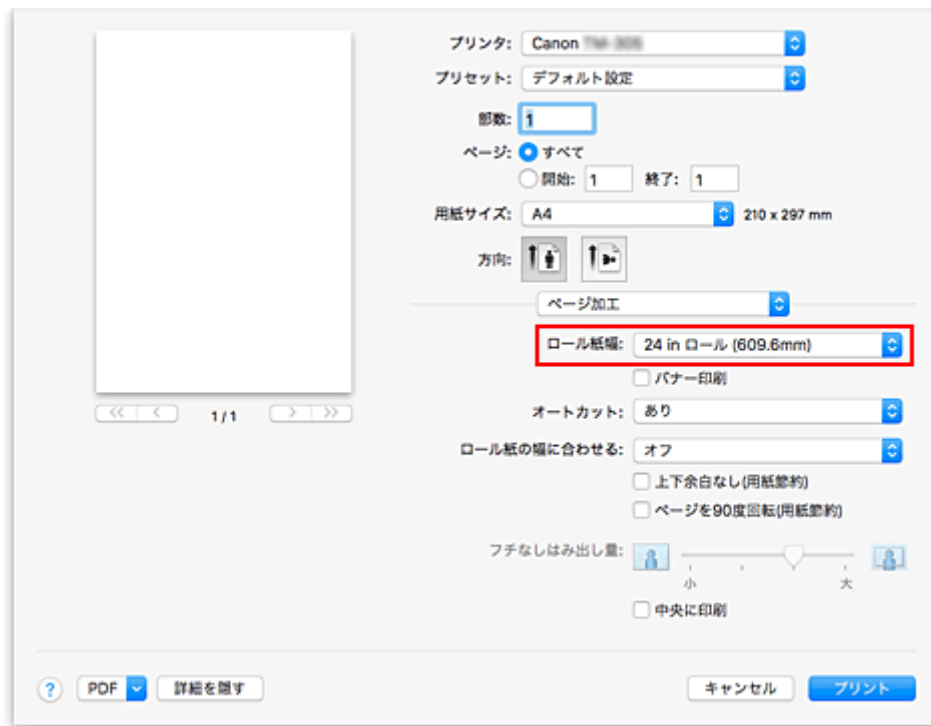 プリンタ: Canon
プリセット: デフォルト設定
部数: 1
ページ: すべて
開始: 1 終了: 1
用紙サイズ: A4 210 x 297 mm
方向:
ページ加工
ロール紙幅: 24 in ロール (609.6mm)
バナー印刷
オートカット: あり
ロール紙の幅に合わせる: オフ
上下余白なし(用紙節約)
ページを90度回転(用紙節約)
フチなしはみ出し量:
小 大
中央に印刷
<< < 1 / 1 > >>
? PDF 詳細を隠す キャンセル プリント